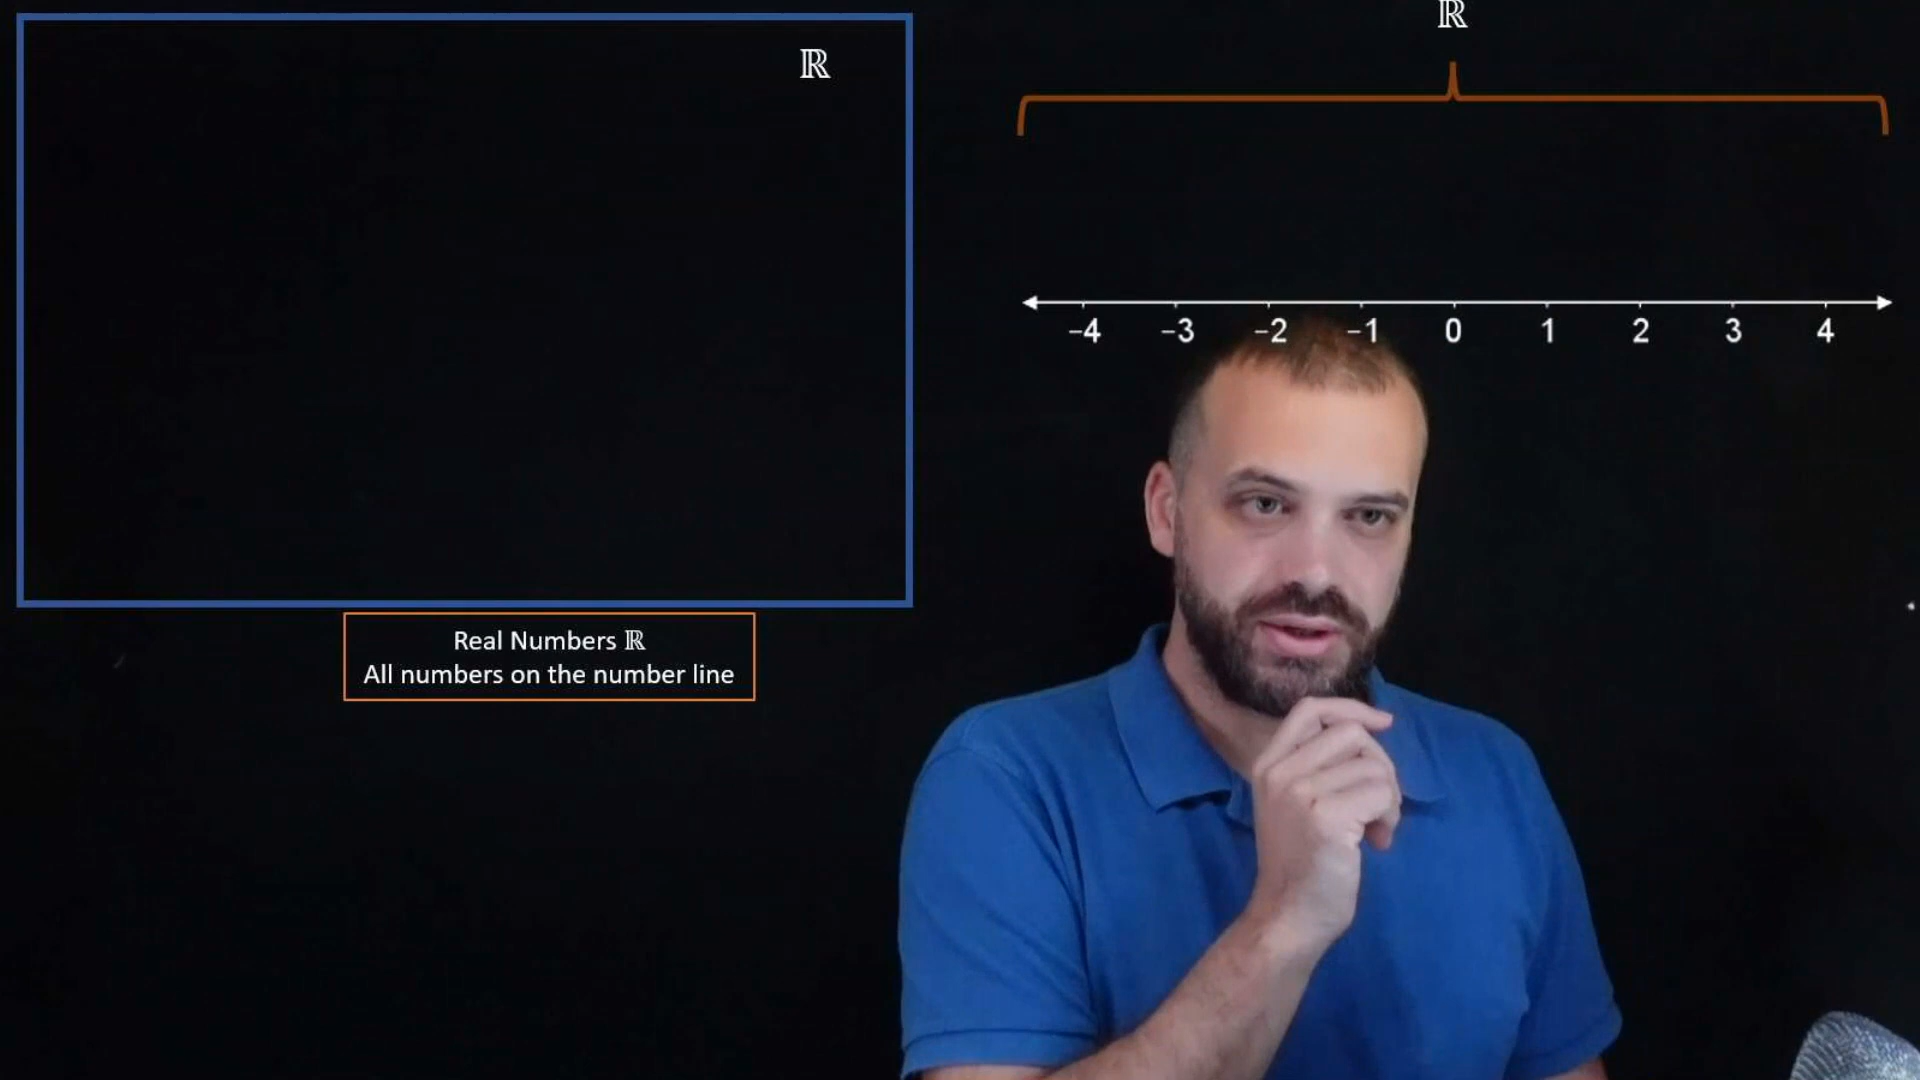 ℝ
ℝ
−4 −3 −2 −1 0 1 2 3 4
Real Numbers ℝ
All numbers on the number line